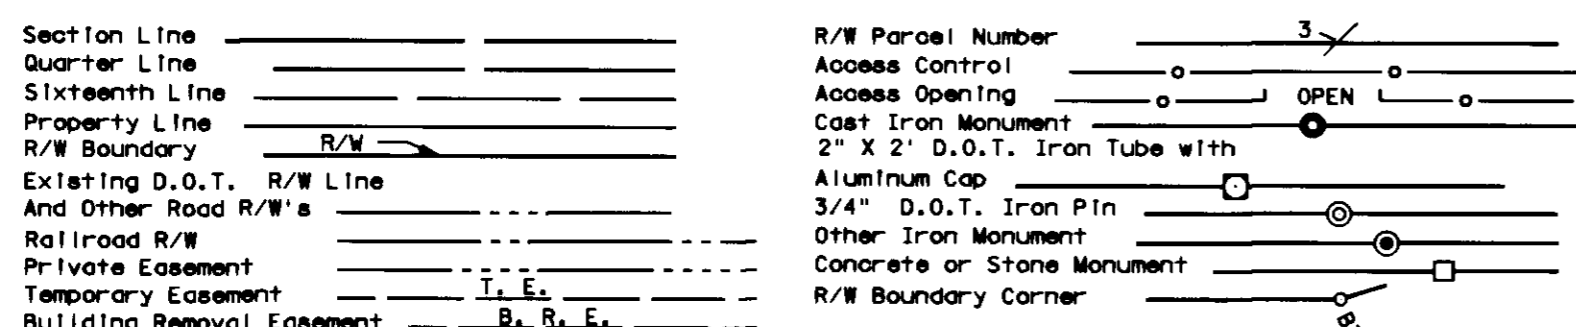 Section Line
Quarter Line
Sixteenth Line
Property Line
R/W Boundary R/W
Existing D.O.T. R/W Line
And Other Road R/W's
Railroad R/W
Private Easement
Temporary Easement T. E.
Building Removal Easement B. R. E.
R/W Parcel Number 3
Access Control
Access Opening OPEN
Cast Iron Monument
2" X 2' D.O.T. Iron Tube with
Aluminum Cap
3/4" D.O.T. Iron Pin
Other Iron Monument
Concrete or Stone Monument
R/W Boundary Corner